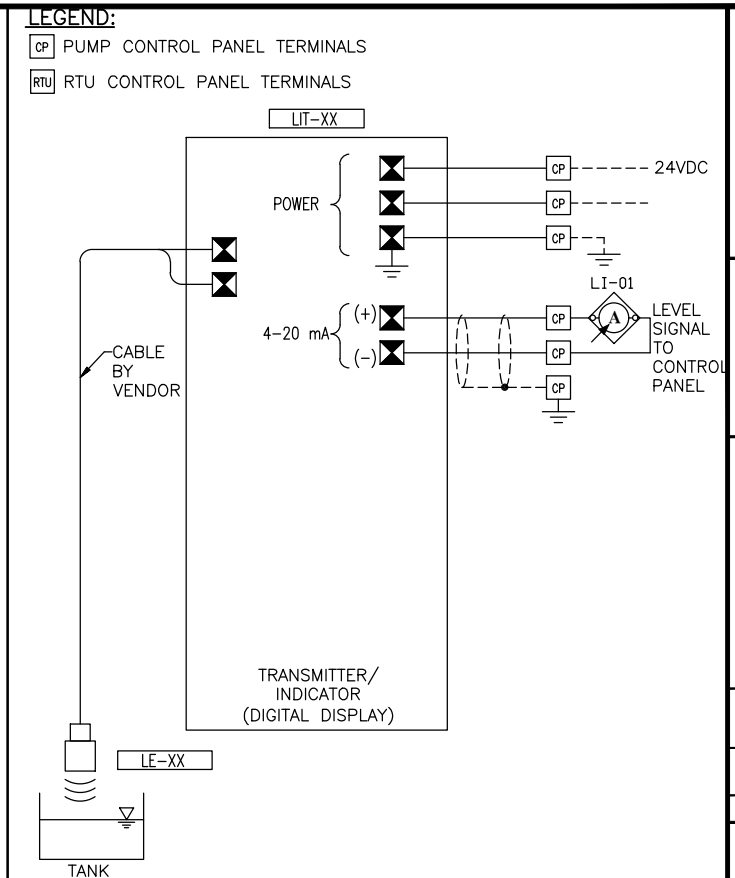 LEGEND:
CP PUMP CONTROL PANEL TERMINALS
RTU RTU CONTROL PANEL TERMINALS
LIT-XX
POWER
CP
24VDC
CP
CP
LI-01
4-20 mA
(+)
(-)
CP
A
CP
CP
LEVEL
SIGNAL
TO
CONTROL
PANEL
CABLE
BY
VENDOR
TRANSMITTER/
INDICATOR
(DIGITAL DISPLAY)
LE-XX
TANK